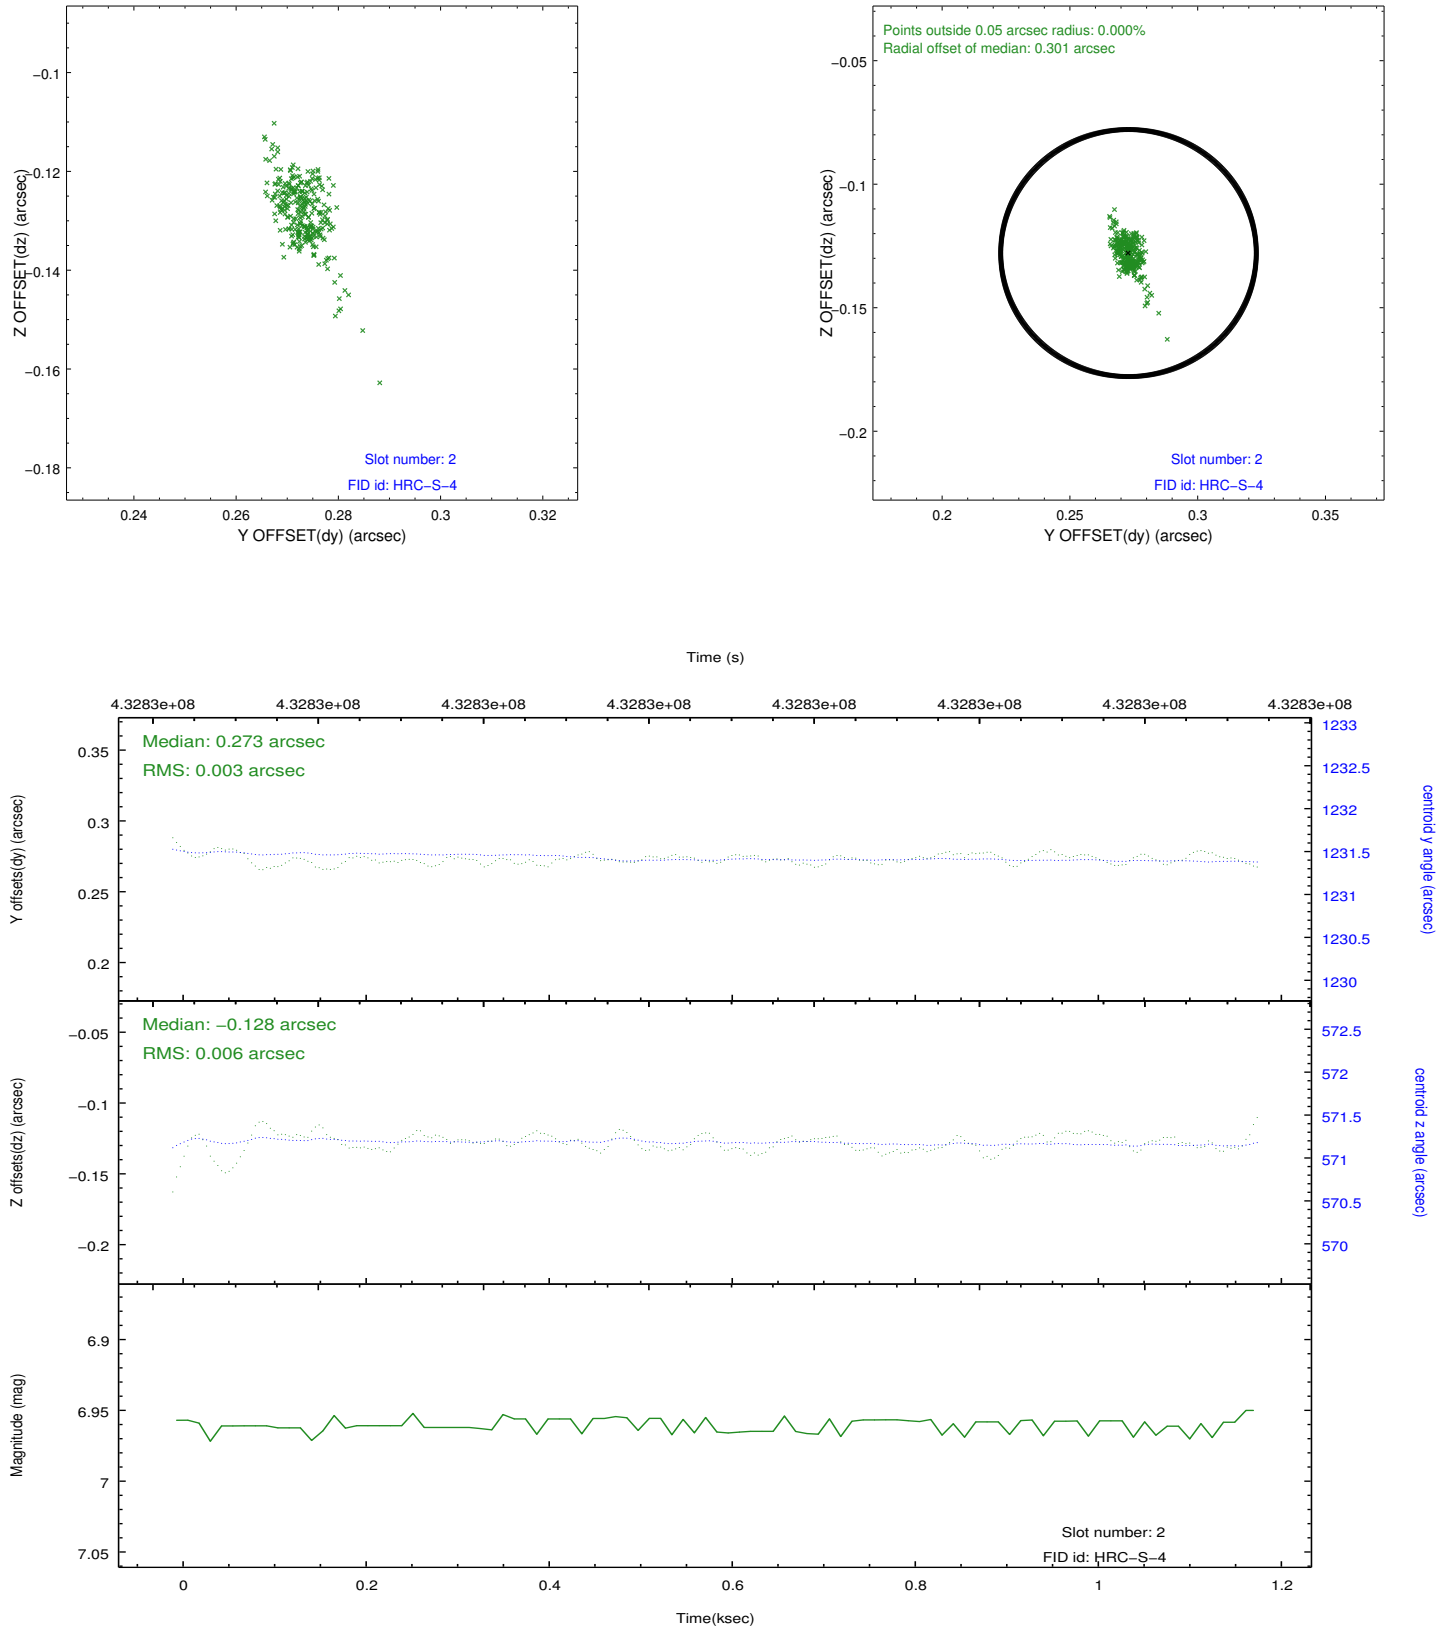 −0.1
−0.12
−0.14
−0.16
−0.18
Z OFFSET(dz) (arcsec)
0.24 0.26 0.28 0.3 0.32
Y OFFSET(dy) (arcsec)
Slot number: 2
FID id: HRC−S−4
Points outside 0.05 arcsec radius: 0.000%
Radial offset of median: 0.301 arcsec
−0.05
−0.1
−0.15
−0.2
Z OFFSET(dz) (arcsec)
0.2 0.25 0.3 0.35
Y OFFSET(dy) (arcsec)
Slot number: 2
FID id: HRC−S−4
Time (s)
4.3283e+08 4.3283e+08 4.3283e+08 4.3283e+08 4.3283e+08 4.3283e+08 4.3283e+08 4.3283e+08
Median: 0.273 arcsec
RMS: 0.003 arcsec
0.35
0.3
0.25
0.2
Y offsets(dy) (arcsec)
1233
1232.5
1232
1231.5
1231
1230.5
1230
centroid y angle (arcsec)
Median: −0.128 arcsec
RMS: 0.006 arcsec
−0.05
−0.1
−0.15
−0.2
Z offsets(dz) (arcsec)
572.5
572
571.5
571
570.5
570
centroid z angle (arcsec)
6.9
6.95
7
7.05
Magnitude (mag)
Slot number: 2
FID id: HRC−S−4
0 0.2 0.4 0.6 0.8 1 1.2
Time(ksec)